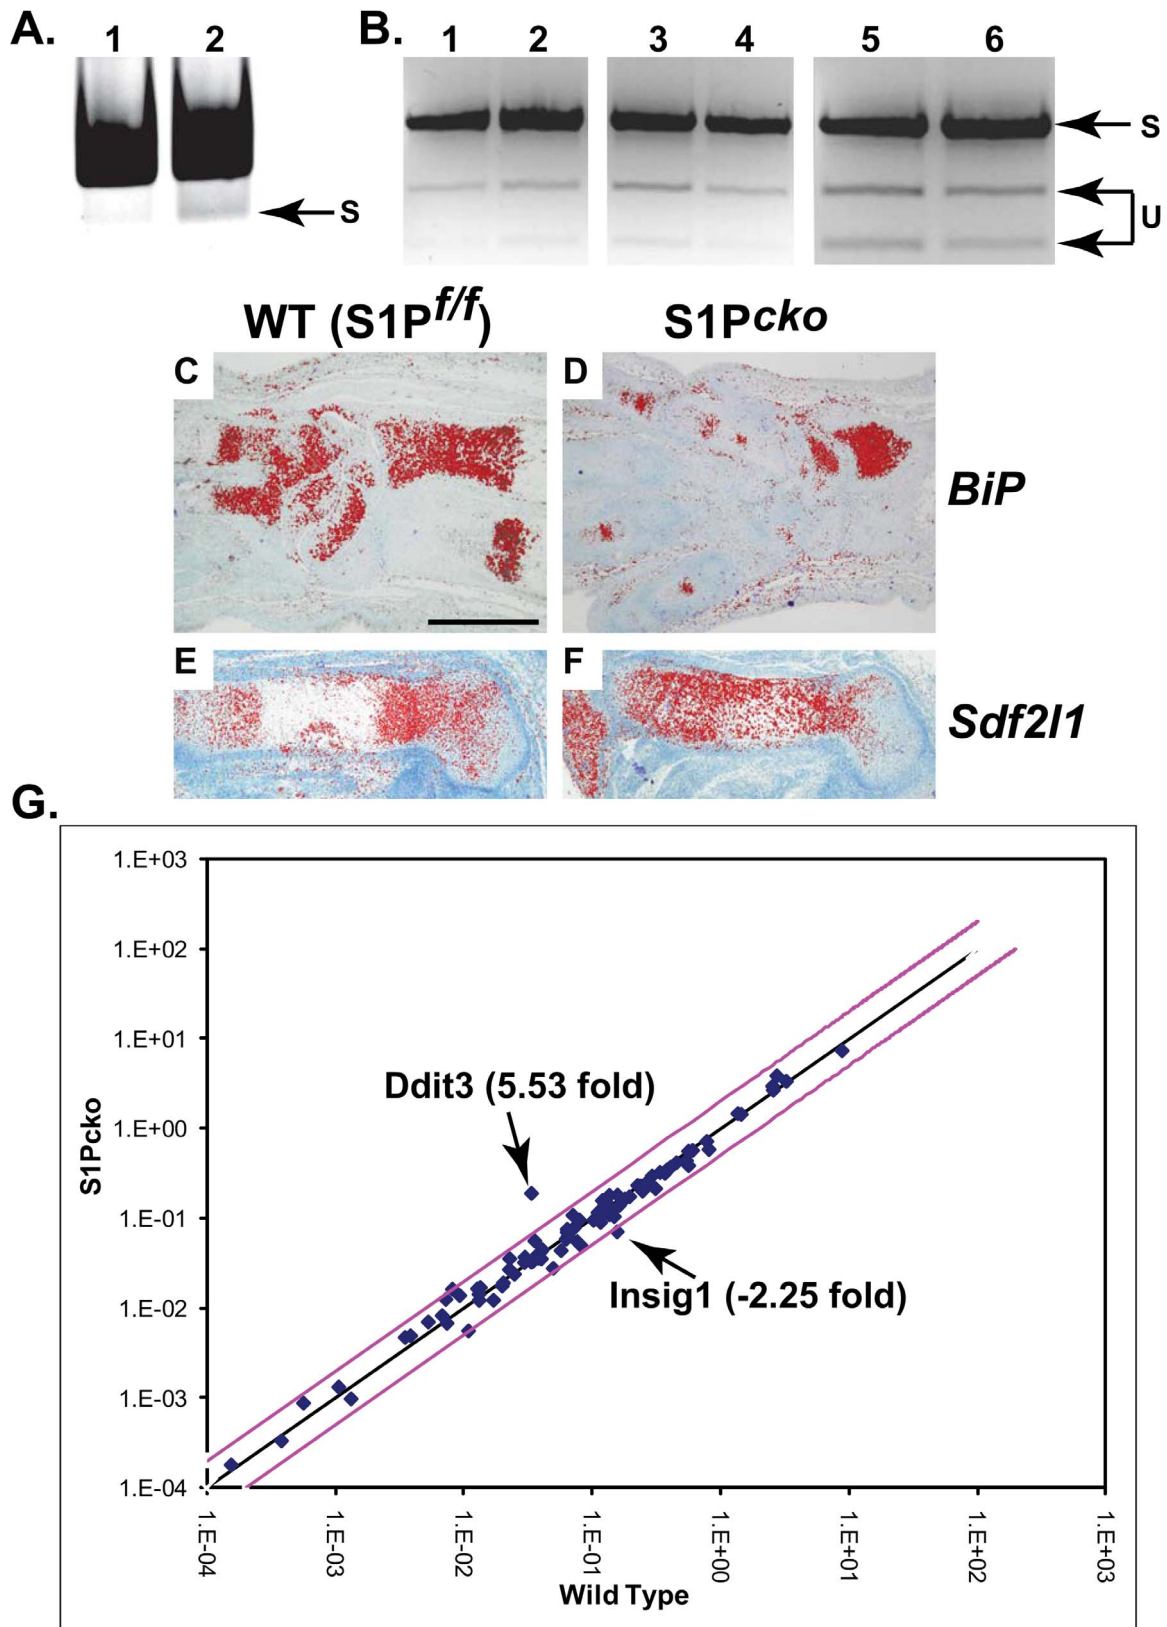 A.
B.
1 2
1 2 3 4 5 6
S
S
U
WT (S1Pf/f)
S1Pcko
C
D
BiP
E
F
Sdf2l1
G.
1.E+03
1.E+02
1.E+01
1.E+00
1.E-01
1.E-02
1.E-03
1.E-04
S1Pcko
Ddit3 (5.53 fold)
Insig1 (-2.25 fold)
1.E-04
1.E-03
1.E-02
1.E-01
1.E+00
1.E+01
1.E+02
1.E+03
Wild Type